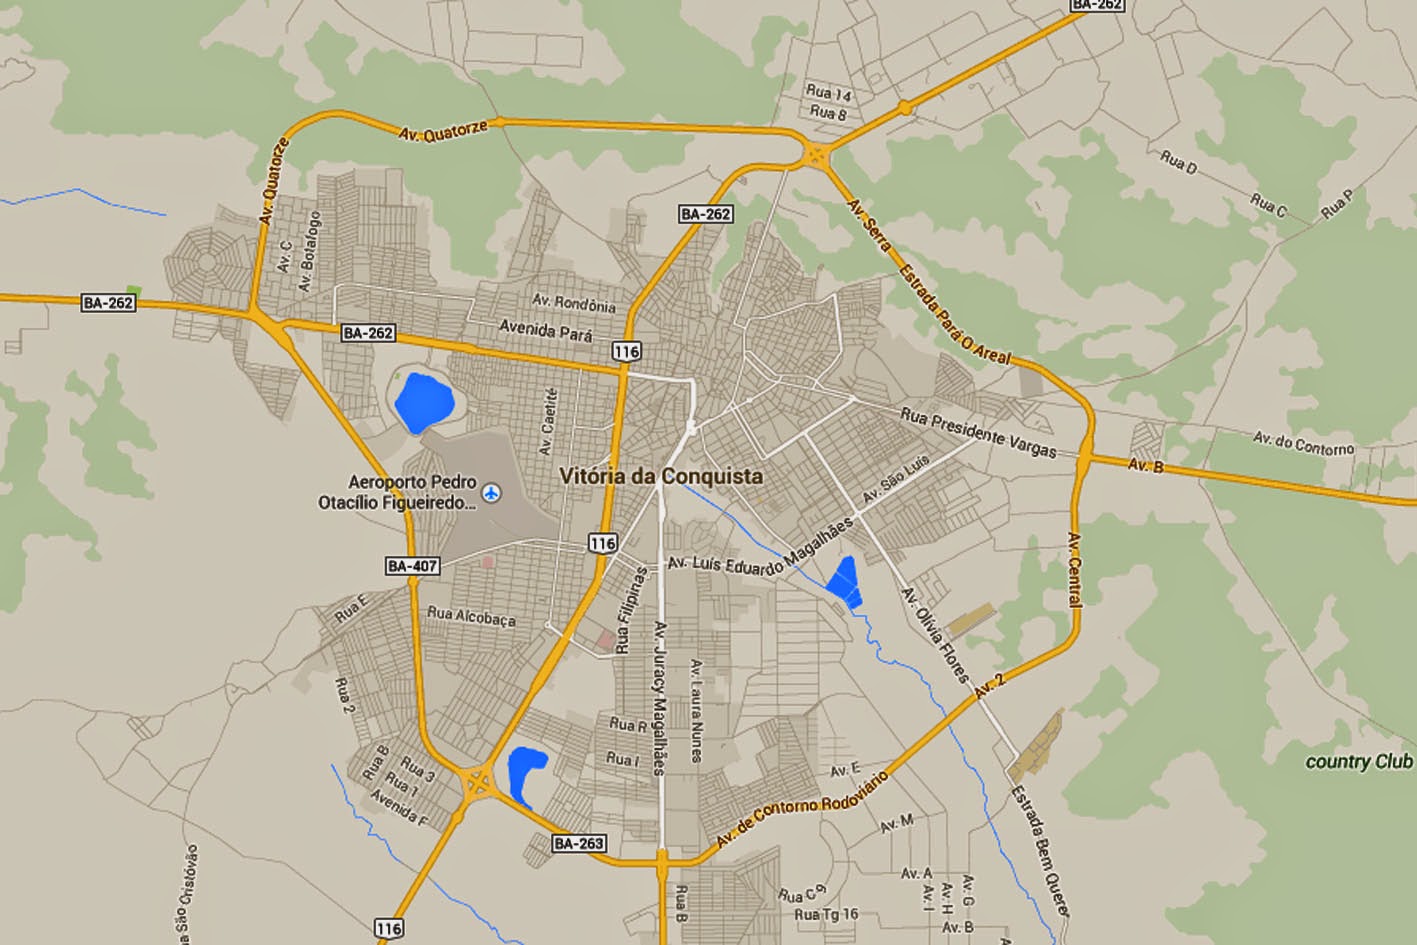 BA-262
Rua 14
Rua 8
Av. Quatorze
Av. Quatorze
Rua D
Rua C
Rua P
BA-262
Av. Serra
Av. C
Av. Botafogo
Estrada Pará O Areal
BA-262
Av. Rondônia
BA-262
Avenida Pará
116
Av. Caetité
Rua Presidente Vargas
Av. do Contorno
Av. B
Av. São Luís
Vitória da Conquista
Aeroporto Pedro
Otacílio Figueiredo...
116
Av. Luís Eduardo Magalhães
BA-407
Av. Central
Rua E
Rua Alcobaça
Rua Filipinas
Av. Olívia Flores
Av. Juracy Magalhães
Av. Laura Nunes
Av. 2
Rua 2
Rua R
Rua I
Rua B
Rua 3
Rua 1
Avenida F
Av. E
country Club
Av. de Contorno Rodoviário
Estrada Bem Querer
Av. M
BA-263
Av. A
Av. I
Av. H
Av. G
Rua C 9
Rua Tg 16
Av. B
Rua B
a São Cristóvão
116
A